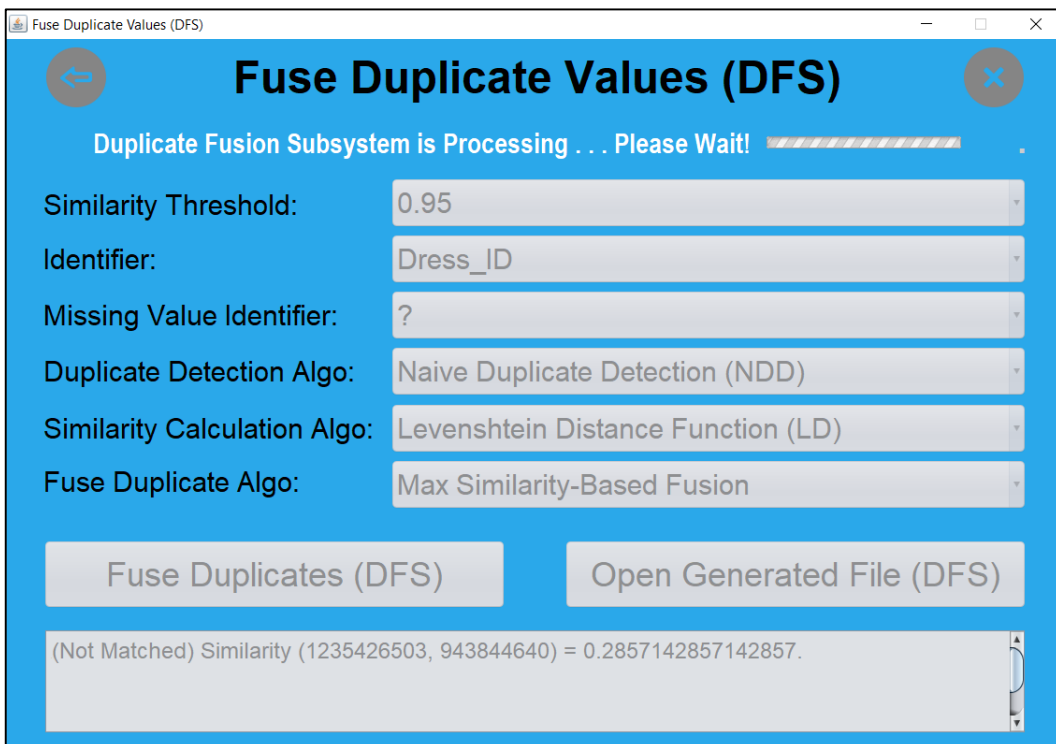 Fuse Duplicate Values (DFS)
Fuse Duplicate Values (DFS)
Duplicate Fusion Subsystem is Processing . . . Please Wait!
Similarity Threshold: 0.95
Identifier: Dress_ID
Missing Value Identifier: ?
Duplicate Detection Algo: Naive Duplicate Detection (NDD)
Similarity Calculation Algo: Levenshtein Distance Function (LD)
Fuse Duplicate Algo: Max Similarity-Based Fusion
Fuse Duplicates (DFS) Open Generated File (DFS)
(Not Matched) Similarity (1235426503, 943844640) = 0.2857142857142857.